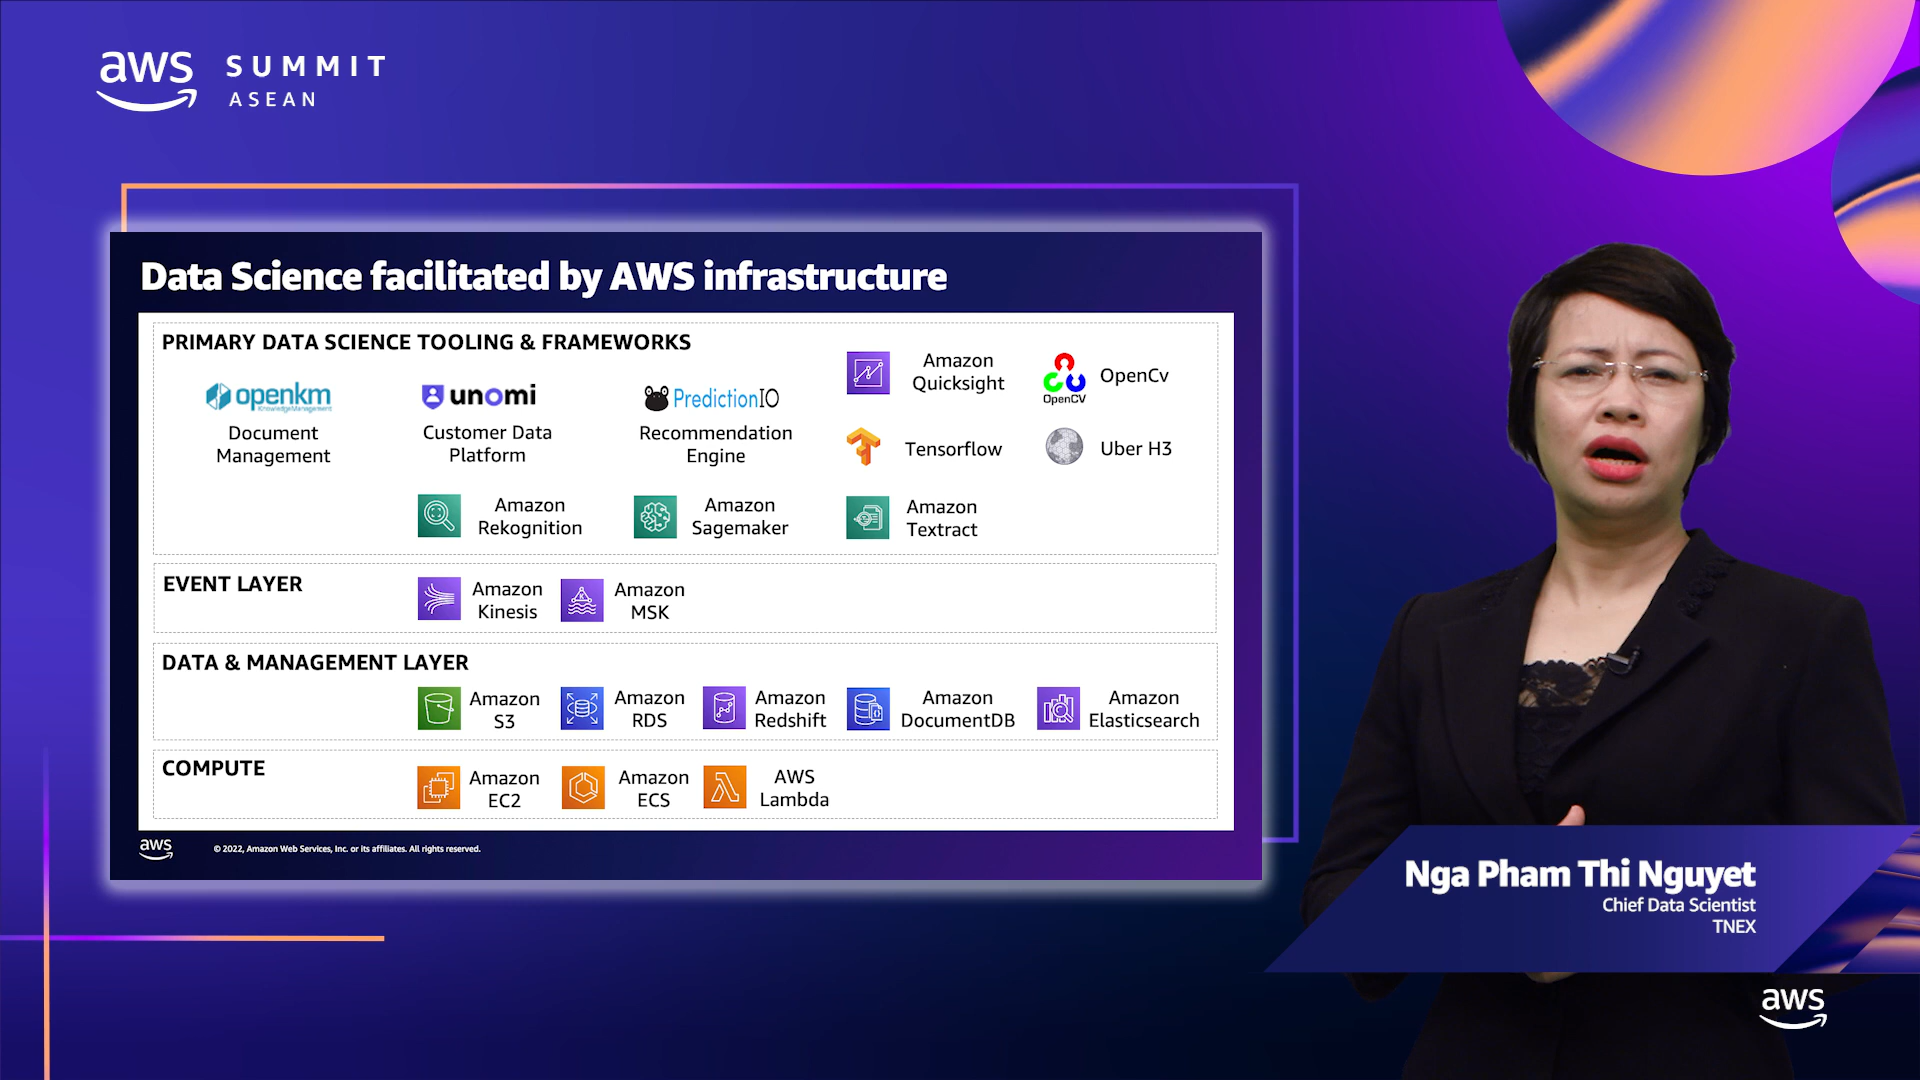 aws SUMMIT
ASEAN
Data Science facilitated by AWS infrastructure
PRIMARY DATA SCIENCE TOOLING & FRAMEWORKS
openkm
KnowledgeManagement
Document
Management
unomi
Customer Data
Platform
PredictionIO
Recommendation
Engine
Amazon
Quicksight
OpenCV
OpenCv
Tensorflow
Uber H3
Amazon
Rekognition
Amazon
Sagemaker
Amazon
Textract
EVENT LAYER
Amazon
Kinesis
Amazon
MSK
DATA & MANAGEMENT LAYER
Amazon
S3
Amazon
RDS
Amazon
Redshift
Amazon
DocumentDB
Amazon
Elasticsearch
COMPUTE
Amazon
EC2
Amazon
ECS
AWS
Lambda
aws
© 2022, Amazon Web Services, Inc. or its affiliates. All rights reserved.
Nga Pham Thi Nguyet
Chief Data Scientist
TNEX
aws